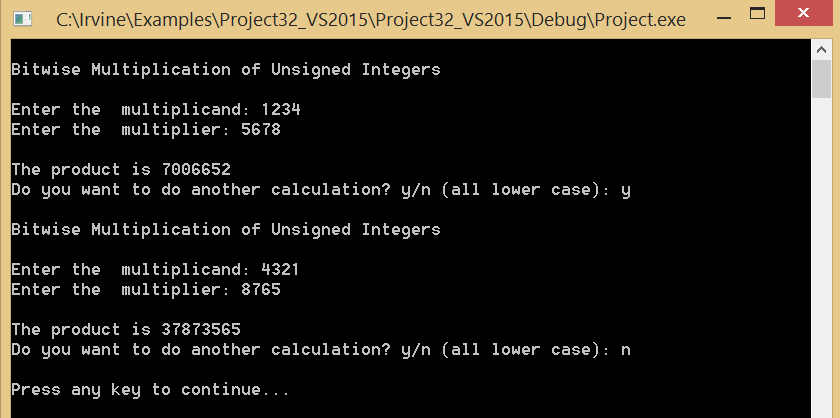 C:\Irvine\Examples\Project32_VS2015\Project32_VS2015\Debug\Project.exe
Bitwise Multiplication of Unsigned Integers
Enter the  multiplicand: 1234
Enter the  multiplier: 5678
The product is 7006652
Do you want to do another calculation? y/n (all lower case): y
Bitwise Multiplication of Unsigned Integers
Enter the  multiplicand: 4321
Enter the  multiplier: 8765
The product is 37873565
Do you want to do another calculation? y/n (all lower case): n
Press any key to continue...